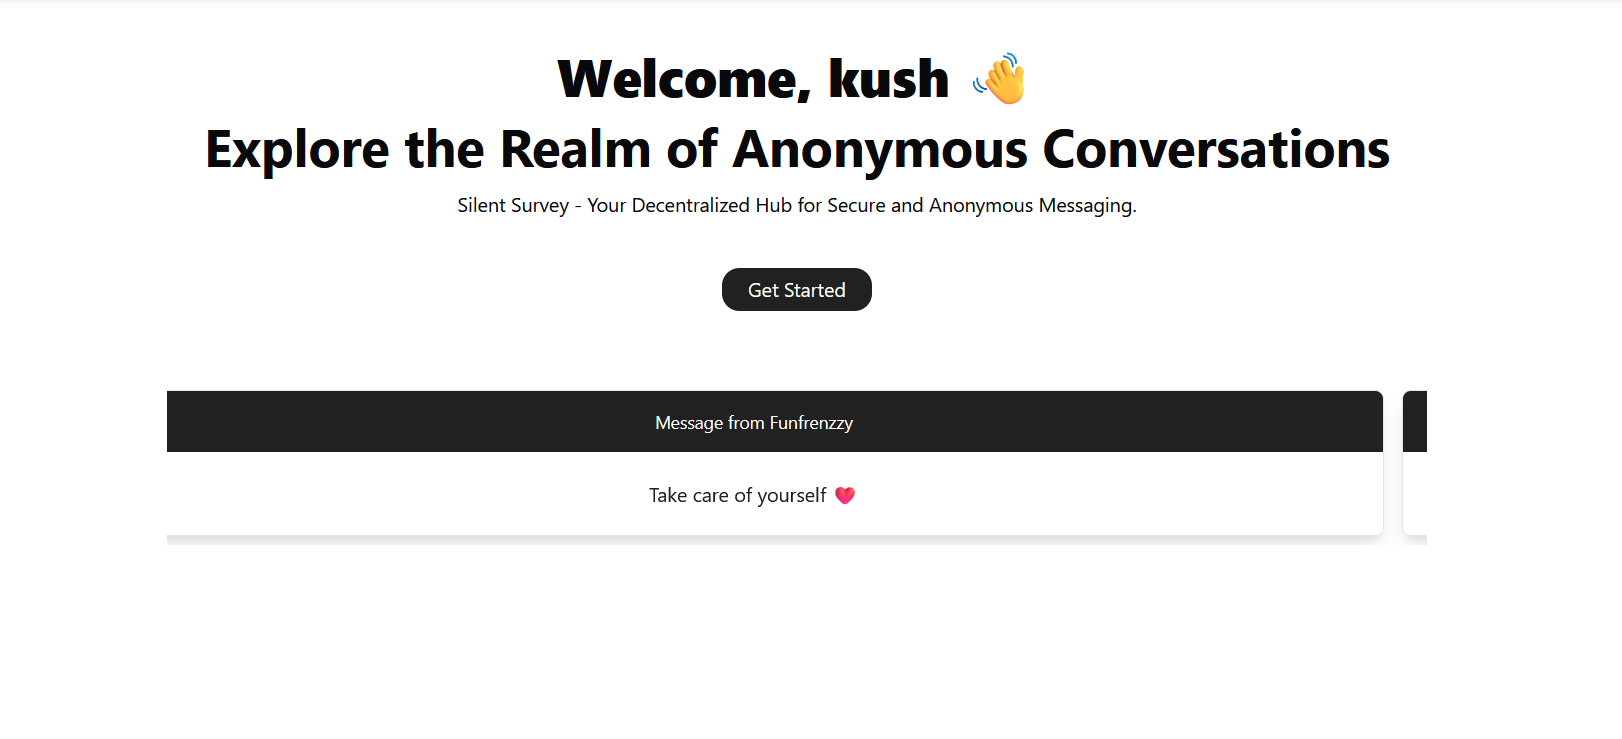 Welcome, kush 👋
Explore the Realm of Anonymous Conversations
Silent Survey - Your Decentralized Hub for Secure and Anonymous Messaging.
Get Started
Message from Funfrenzzy
Take care of yourself ❤️